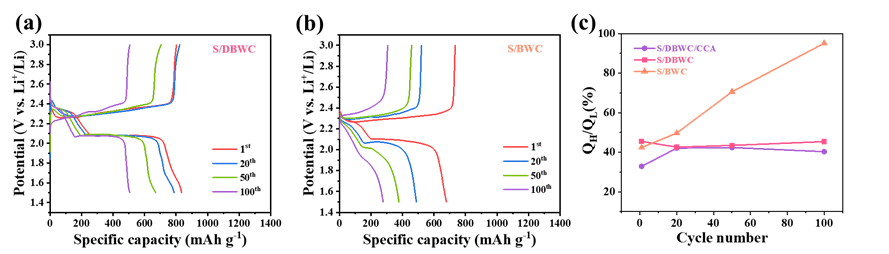 (a)
S/DBWC
Potential (V vs. Li⁺/Li)
3.0
2.8
2.6
2.4
2.2
2.0
1.8
1.6
1.4
1ˢᵗ
20ᵗʰ
50ᵗʰ
100ᵗʰ
0 200 400 600 800 1000 1400
Specific capacity (mAh g⁻¹)
(b)
S/BWC
Potential (V vs. Li⁺/Li)
3.0
2.8
2.6
2.4
2.2
2.0
1.8
1.6
1.4
1ˢᵗ
20ᵗʰ
50ᵗʰ
100ᵗʰ
0 200 400 600 800 1000 1400
Specific capacity (mAh g⁻¹)
(c)
S/DBWC/CCA
S/DBWC
S/BWC
Q_H/Q_L(%)
100
80
60
40
20
0 20 40 60 80 100
Cycle number